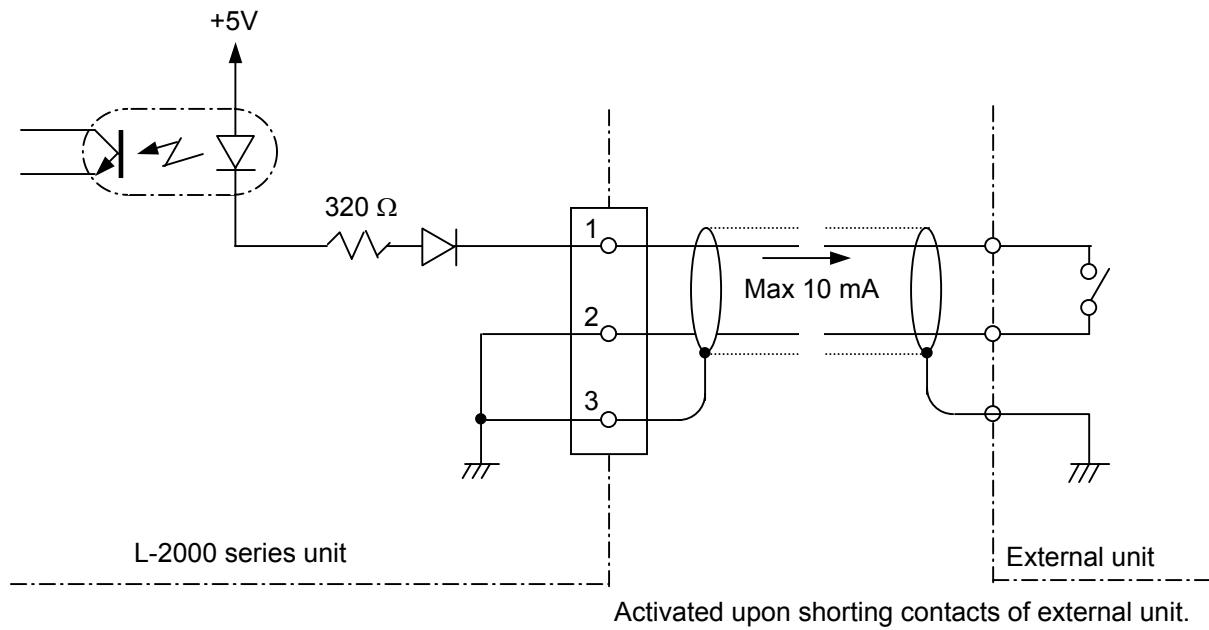 +5V
320 Ω
1
Max 10 mA
2
3
L-2000 series unit
External unit
Activated upon shorting contacts of external unit.